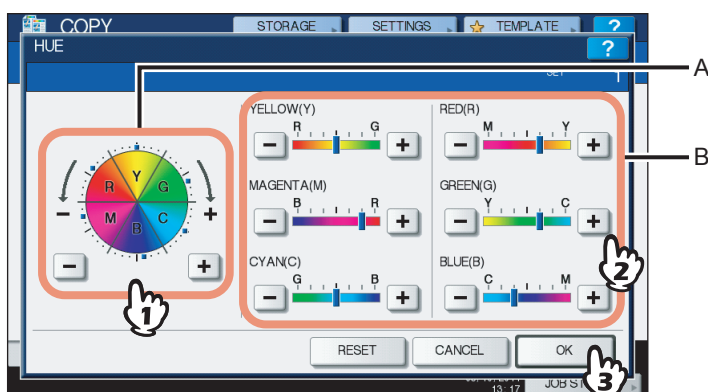 COPY STORAGE SETTINGS TEMPLATE ?
HUE ?
SET 1
A
B
YELLOW(Y) RED(R)
R G M Y
- + - +
MAGENTA(M) GREEN(G)
B R Y C
- + - +
CYAN(C) BLUE(B)
G B C M
- + - +
Y
R G
- M C +
B
- +
1
2
RESET CANCEL OK
3
13:17 JOB ST